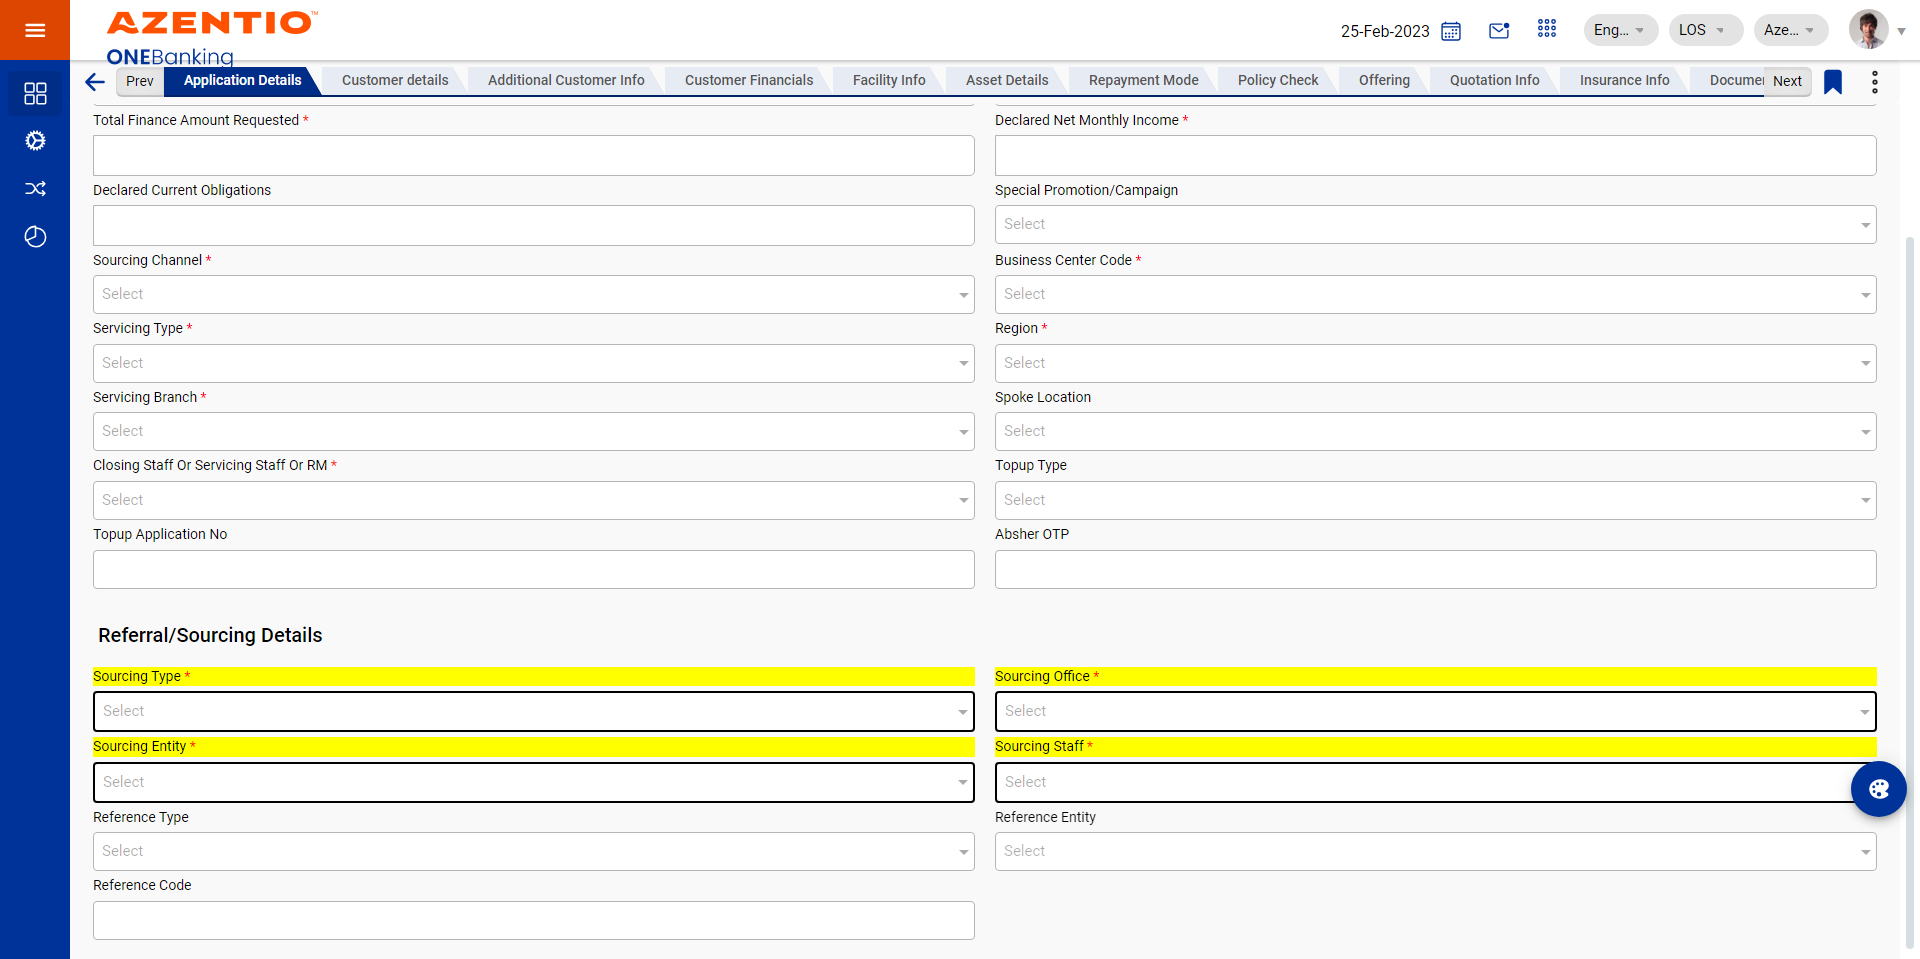 AZENTIO™
ONEBanking
25-Feb-2023
Eng...
LOS
Aze...
Prev
Application Details
Customer details
Additional Customer Info
Customer Financials
Facility Info
Asset Details
Repayment Mode
Policy Check
Offering
Quotation Info
Insurance Info
Documen
Next
Total Finance Amount Requested *
Declared Net Monthly Income *
Declared Current Obligations
Special Promotion/Campaign
Select
Sourcing Channel *
Business Center Code *
Select
Select
Servicing Type *
Region *
Select
Select
Servicing Branch *
Spoke Location
Select
Select
Closing Staff Or Servicing Staff Or RM *
Topup Type
Select
Select
Topup Application No
Absher OTP
Referral/Sourcing Details
Sourcing Type *
Sourcing Office *
Select
Select
Sourcing Entity *
Sourcing Staff *
Select
Select
Reference Type
Reference Entity
Select
Select
Reference Code